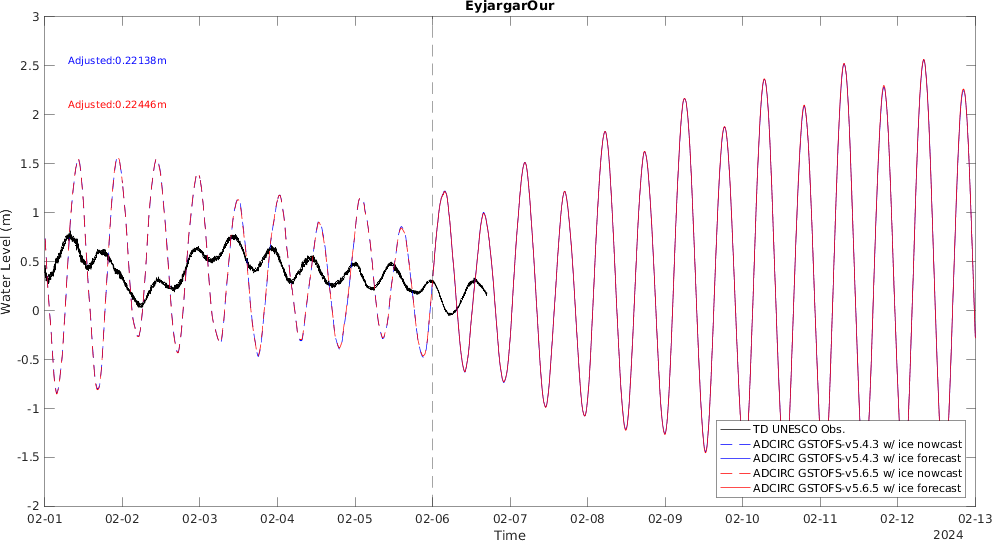 EyjargarOur
Adjusted:0.22138m
Adjusted:0.22446m
Water Level (m)
3
2.5
2
1.5
1
0.5
0
-0.5
-1
-1.5
-2
TD UNESCO Obs.
ADCIRC GSTOFS-v5.4.3 w/ ice nowcast
ADCIRC GSTOFS-v5.4.3 w/ ice forecast
ADCIRC GSTOFS-v5.6.5 w/ ice nowcast
ADCIRC GSTOFS-v5.6.5 w/ ice forecast
02-01 02-02 02-03 02-04 02-05 02-06 02-07 02-08 02-09 02-10 02-11 02-12 02-13
Time
2024